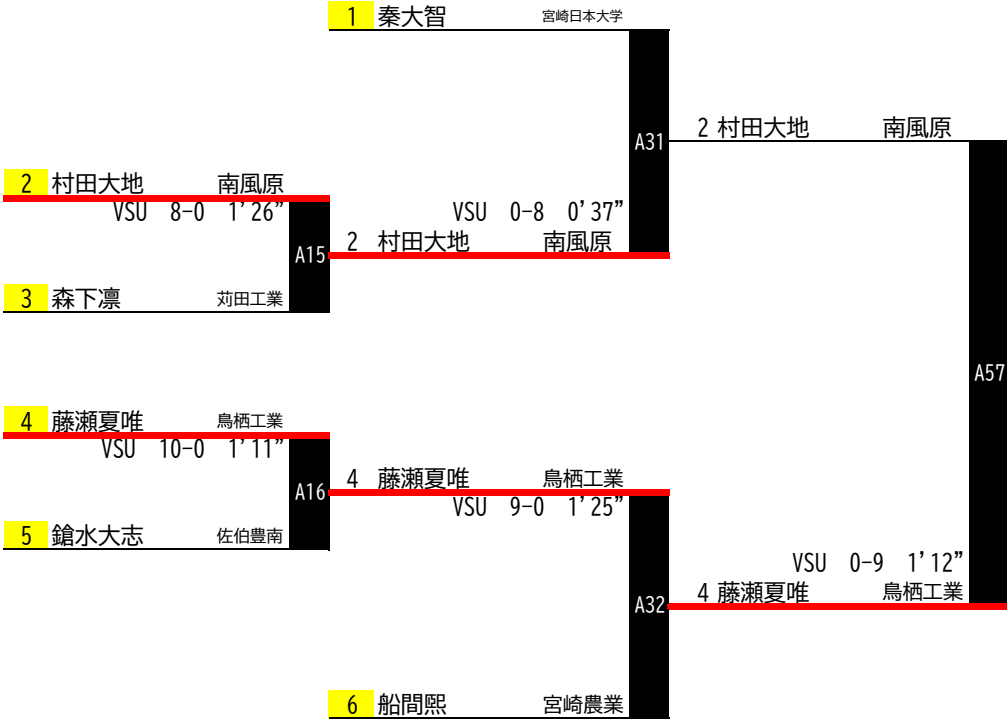 1 秦大智 宮崎日本大学
A31
2 村田大地 南風原
2 村田大地 南風原
VSU 8-0 1'26"
VSU 0-8 0'37"
A15
2 村田大地 南風原
3 森下凛 苅田工業
A57
4 藤瀬夏唯 鳥栖工業
VSU 10-0 1'11"
A16
4 藤瀬夏唯 鳥栖工業
VSU 9-0 1'25"
5 鎗水大志 佐伯豊南
VSU 0-9 1'12"
A32
4 藤瀬夏唯 鳥栖工業
6 船間熙 宮崎農業